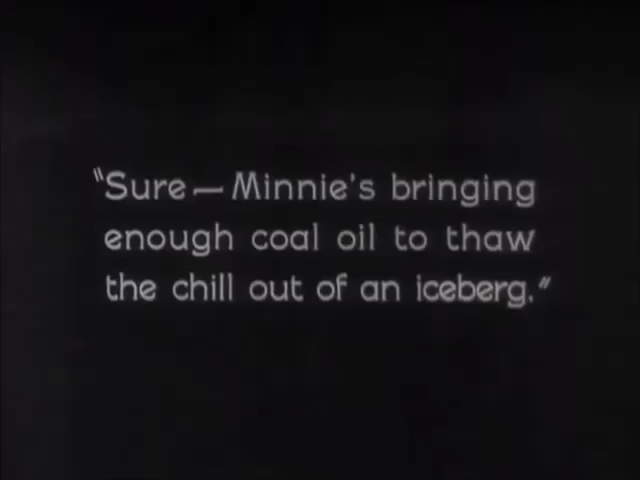 "Sure — Minnie's bringing
enough coal oil to thaw
the chill out of an iceberg."